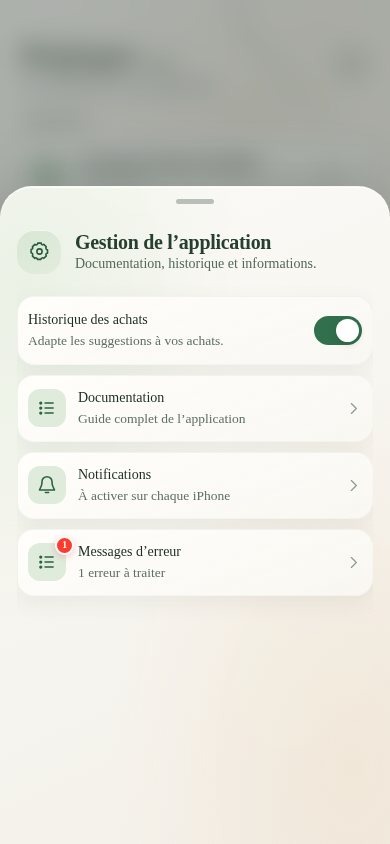 Gestion de l’application
Documentation, historique et informations.
Historique des achats
Adapte les suggestions à vos achats.
Documentation
Guide complet de l’application
Notifications
À activer sur chaque iPhone
1
Messages d’erreur
1 erreur à traiter